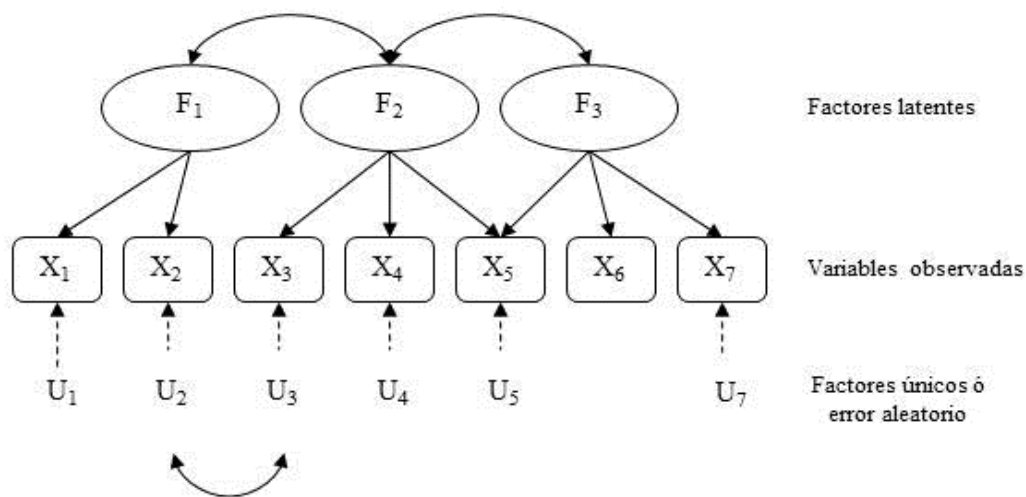 F₁ F₂ F₃ Factores latentes
X₁ X₂ X₃ X₄ X₅ X₆ X₇ Variables observadas
U₁ U₂ U₃ U₄ U₅ U₇ Factores únicos ó
error aleatorio